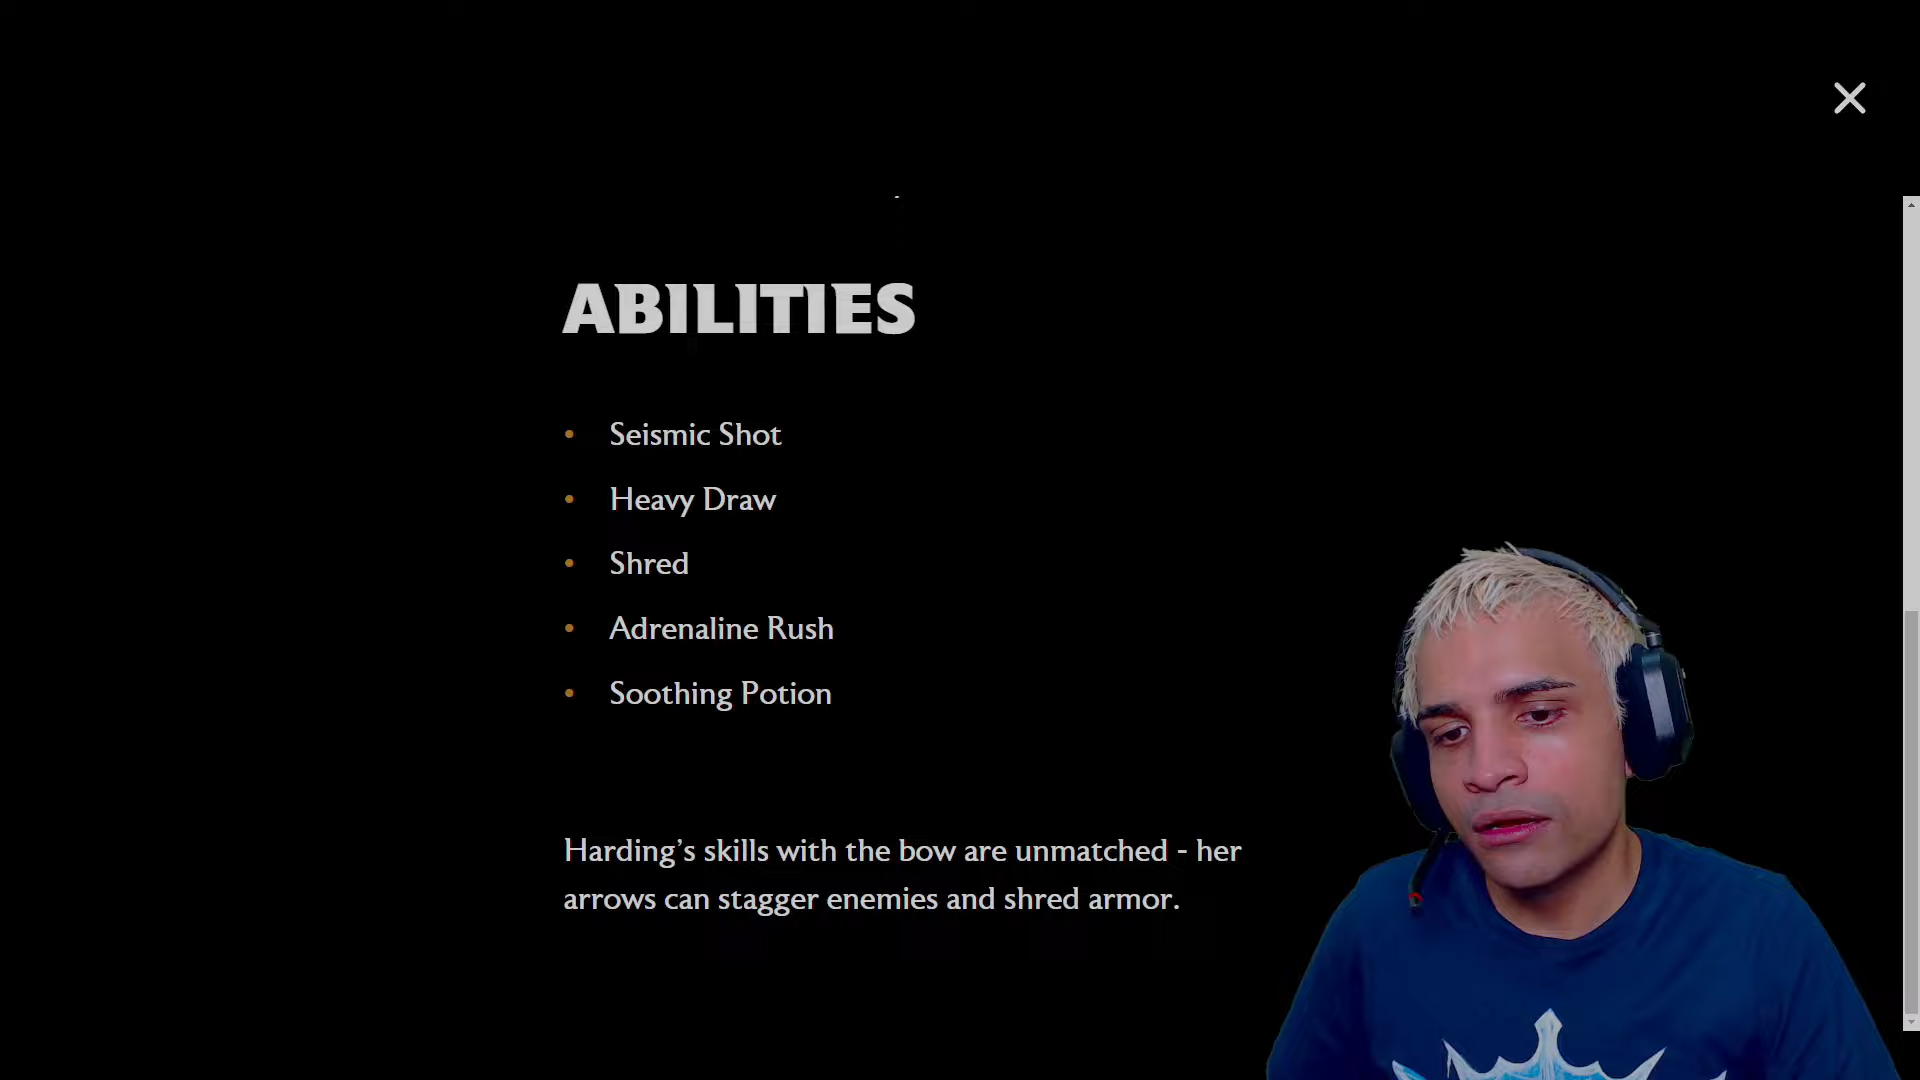 ABILITIES
• Seismic Shot
• Heavy Draw
• Shred
• Adrenaline Rush
• Soothing Potion
Harding’s skills with the bow are unmatched - her
arrows can stagger enemies and shred armor.